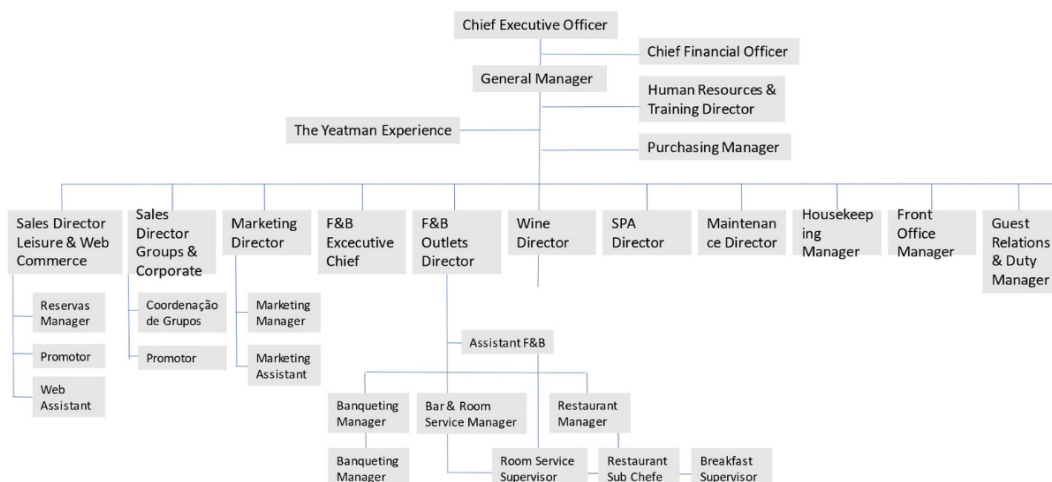 Chief Executive Officer
Chief Financial Officer
General Manager
Human Resources &
Training Director
The Yeatman Experience
Purchasing Manager
Sales Director
Leisure & Web
Commerce
Sales
Director
Groups &
Corporate
Marketing
Director
F&B
Excecutive
Chief
F&B
Outlets
Director
Wine
Director
SPA
Director
Maintenan
ce Director
Housekeep
ing Manager
Front
Office
Manager
Guest
Relations
& Duty
Manager
Reservas
Manager
Coordenação
de Grupos
Marketing
Manager
Promotor
Promotor
Marketing
Assistant
Assistant F&B
Web
Assistant
Banqueting
Manager
Bar & Room
Service Manager
Restaurant
Manager
Banqueting
Manager
Room Service
Supervisor
Restaurant
Sub Chefe
Breakfast
Supervisor